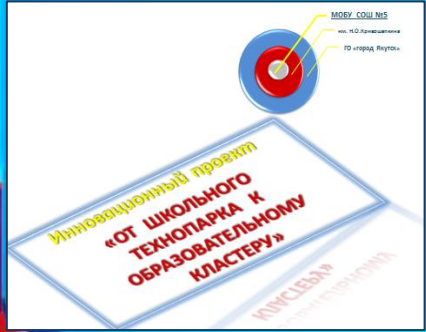 МОБУ СОШ №5
им. Н.О.Кривошапкина
ГО «город Якутск»
Инновационный проект
«ОТ ШКОЛЬНОГО
ТЕХНОПАРКА К
ОБРАЗОВАТЕЛЬНОМУ
КЛАСТЕРУ»